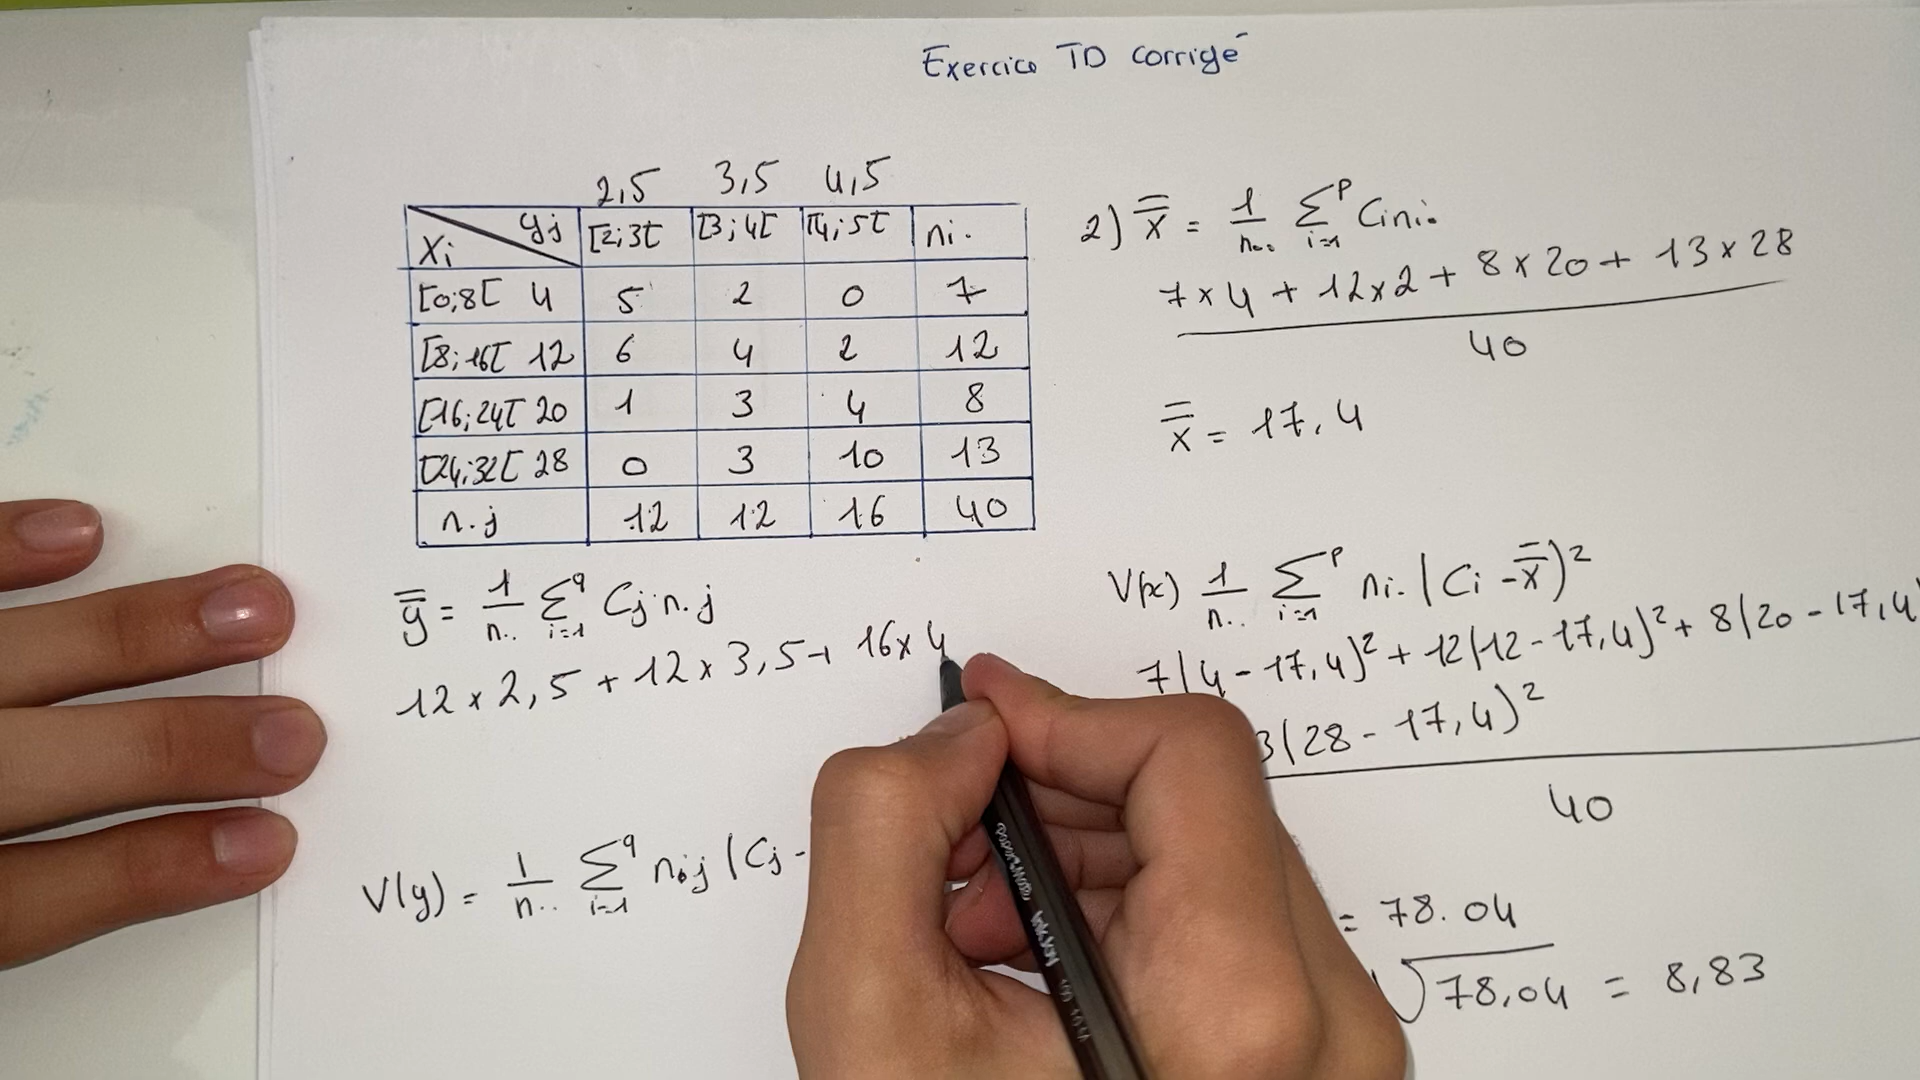 Exercice TD corrigé
2,5 3,5 4,5
Xi yj [2;3[ [3;4[ [4;5[ ni.
[0;8[ 4 5 2 0 7
[8;16[ 12 6 4 2 12
[16;24[ 20 1 3 4 8
[24;32[ 28 0 3 10 13
n.j 12 12 16 40
y̿ = 1/n.. Σ^q i=1 Cj n.j
12 x 2,5 + 12 x 3,5 + 16 x 4
V(y) = 1/n.. Σ^q i=1 n.j (Cj -
2) x̿ = 1/n.. Σ^p i=1 Ci ni.
7 x 4 + 12 x 2 + 8 x 20 + 13 x 28
40
x̿ = 17,4
V(x) 1/n.. Σ^p i=1 ni. (Ci - x̿)²
7(4 - 17,4)² + 12(12 - 17,4)² + 8(20 - 17,4)
3(28 - 17,4)²
40
= 78.04
√78,04 = 8,83